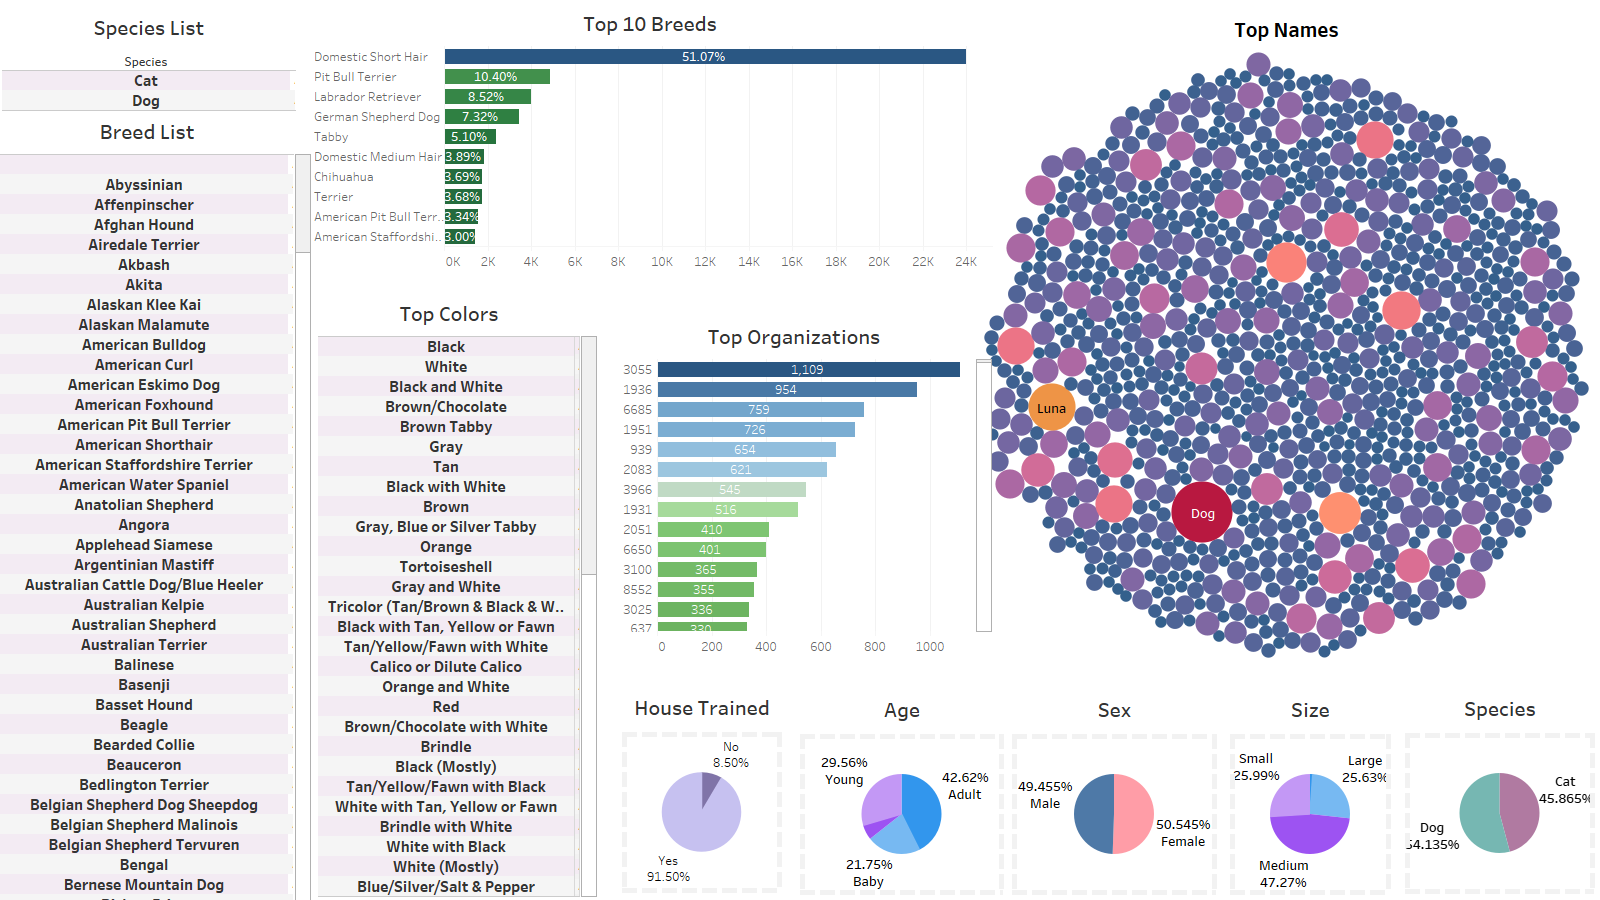 Species List
Species
Cat
Dog
Breed List
Abyssinian
Affenpinscher
Afghan Hound
Airedale Terrier
Akbash
Akita
Alaskan Klee Kai
Alaskan Malamute
American Bulldog
American Curl
American Eskimo Dog
American Foxhound
American Pit Bull Terrier
American Shorthair
American Staffordshire Terrier
American Water Spaniel
Anatolian Shepherd
Angora
Applehead Siamese
Argentinian Mastiff
Australian Cattle Dog/Blue Heeler
Australian Kelpie
Australian Shepherd
Australian Terrier
Balinese
Basenji
Basset Hound
Beagle
Bearded Collie
Beauceron
Bedlington Terrier
Belgian Shepherd Dog Sheepdog
Belgian Shepherd Malinois
Belgian Shepherd Tervuren
Bengal
Bernese Mountain Dog
Top 10 Breeds
Domestic Short Hair 51.07%
Pit Bull Terrier 10.40%
Labrador Retriever 8.52%
German Shepherd Dog 7.32%
Tabby 5.10%
Domestic Medium Hair 3.89%
Chihuahua 3.69%
Terrier 3.68%
American Pit Bull Terr.. 3.34%
American Staffordshi.. 3.00%
0K 2K 4K 6K 8K 10K 12K 14K 16K 18K 20K 22K 24K
Top Colors
Black
White
Black and White
Brown/Chocolate
Brown Tabby
Gray
Tan
Black with White
Brown
Gray, Blue or Silver Tabby
Orange
Tortoiseshell
Gray and White
Tricolor (Tan/Brown & Black & W..
Black with Tan, Yellow or Fawn
Tan/Yellow/Fawn with White
Calico or Dilute Calico
Orange and White
Red
Brown/Chocolate with White
Brindle
Black (Mostly)
Tan/Yellow/Fawn with Black
White with Tan, Yellow or Fawn
Brindle with White
White with Black
White (Mostly)
Blue/Silver/Salt & Pepper
Top Organizations
3055 1,109
1936 954
6685 759
1951 726
939 654
2083 621
3966 545
1931 516
2051 410
6650 401
3100 365
8552 355
3025 336
637 330
0 200 400 600 800 1000
Top Names
Luna
Dog
House Trained
No
8.50%
Yes
91.50%
Age
29.56%
Young
42.62%
Adult
21.75%
Baby
Sex
49.455%
Male
50.545%
Female
Size
Small
25.99%
Large
25.63%
Medium
47.27%
Species
Cat
45.865%
Dog
54.135%